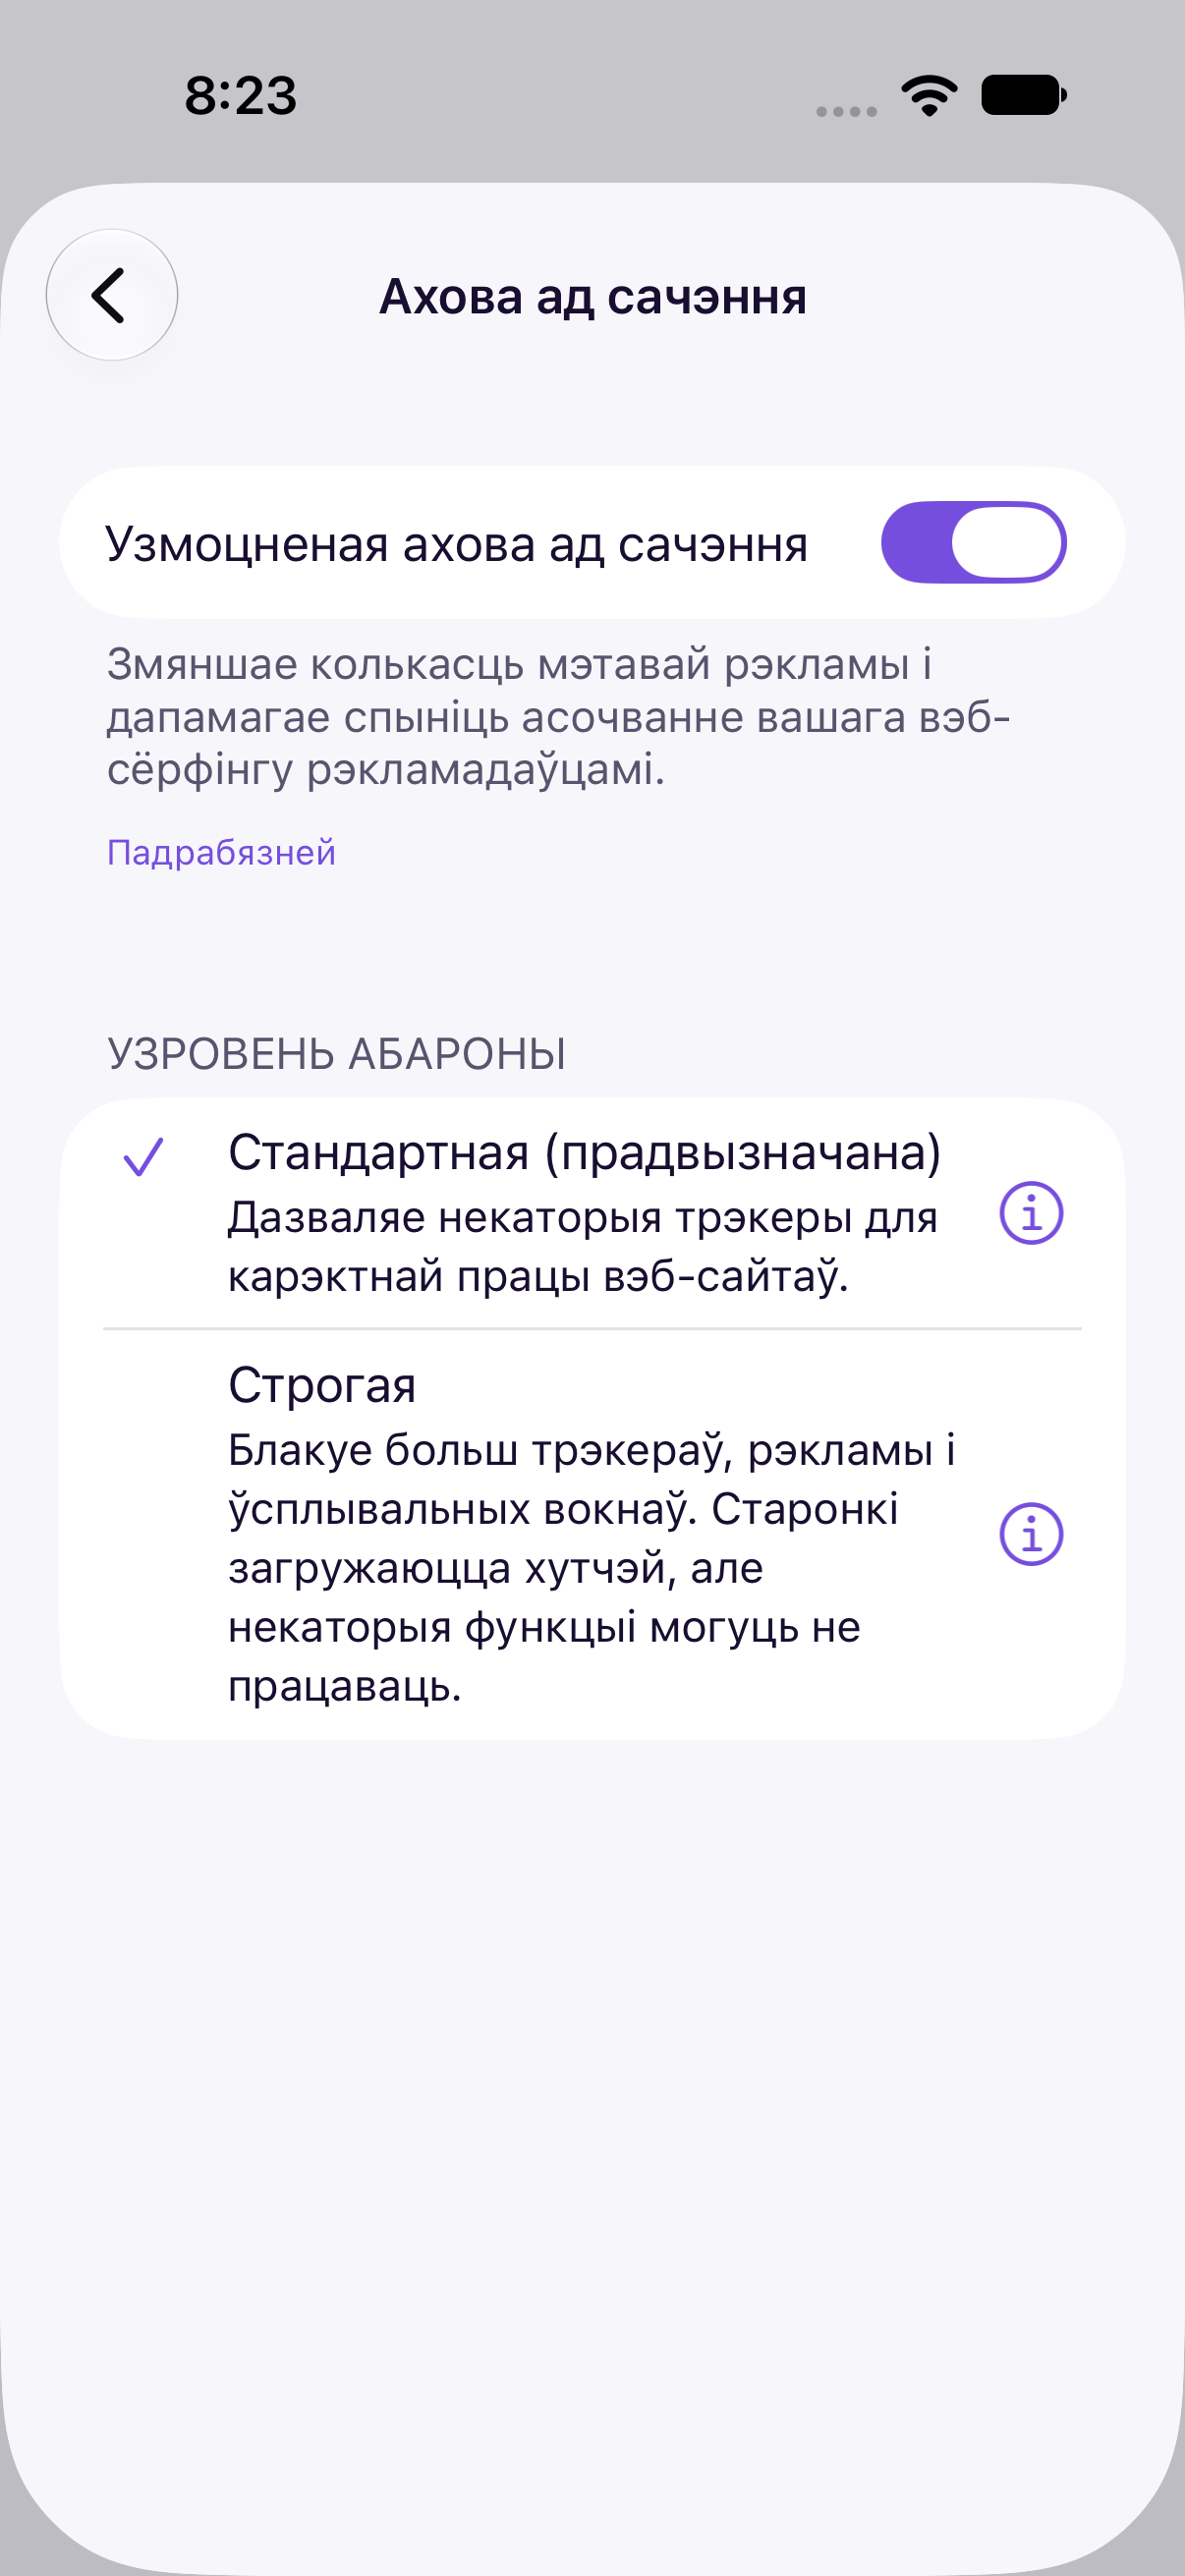 8:23
Ахова ад сачэння
Узмоцненая ахова ад сачэння
Змяншае колькасць мэтавай рэкламы і
дапамагае спыніць асочванне вашага вэб-
сёрфінгу рэкламадаўцамі.
Падрабязней
УЗРОВЕНЬ АБАРОНЫ
Стандартная (прадвызначана)
Дазваляе некаторыя трэкеры для
карэктнай працы вэб-сайтаў.
Строгая
Блакуе больш трэкераў, рэкламы і
ўсплывальных вокнаў. Старонкі
загружаюцца хутчэй, але
некаторыя функцыі могуць не
працаваць.